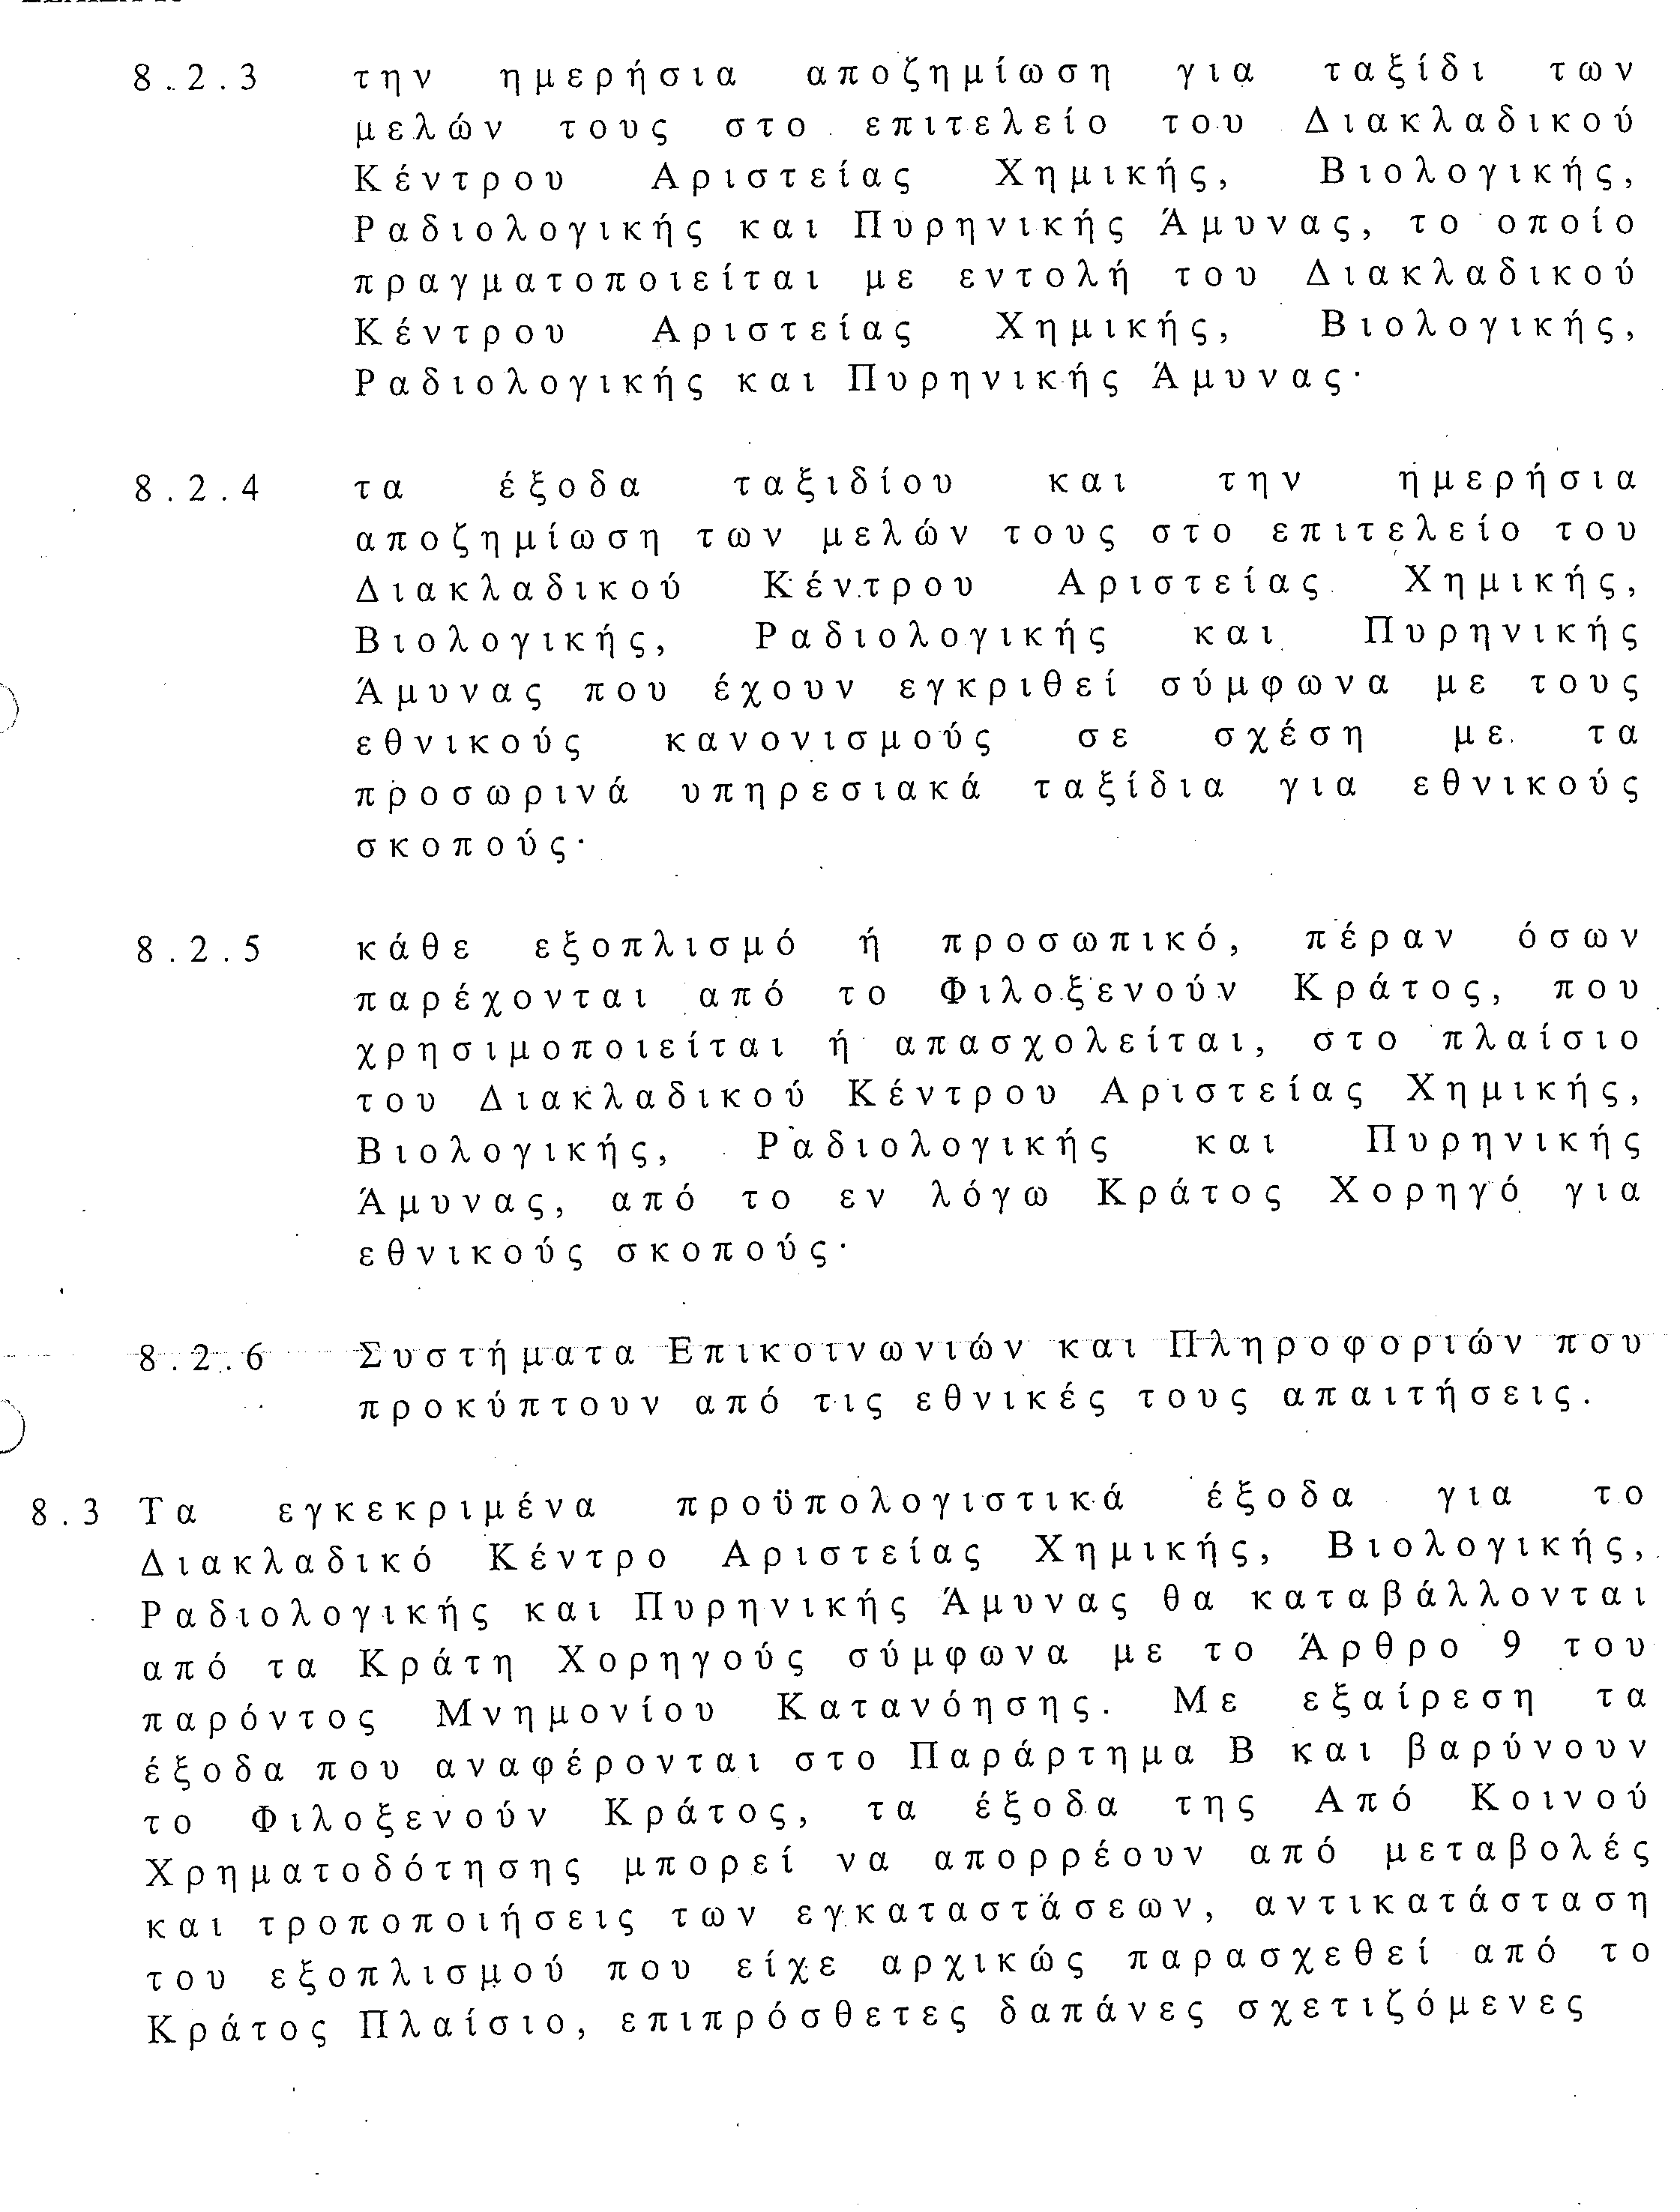 8.2.3 την ημερήσια αποζημίωση για ταξίδι των
μελών τους στο επιτελείο του Διακλαδικού
Κέντρου Αριστείας Χημικής, Βιολογικής,
Ραδιολογικής και Πυρηνικής Άμυνας, το οποίο
πραγματοποιείται με εντολή του Διακλαδικού
Κέντρου Αριστείας Χημικής, Βιολογικής,
Ραδιολογικής και Πυρηνικής Άμυνας·
8.2.4 τα έξοδα ταξιδίου και την ημερήσια
αποζημίωση των μελών τους στο επιτελείο του
Διακλαδικού Κέντρου Αριστείας Χημικής,
Βιολογικής, Ραδιολογικής και Πυρηνικής
Άμυνας που έχουν εγκριθεί σύμφωνα με τους
εθνικούς κανονισμούς σε σχέση με τα
προσωρινά υπηρεσιακά ταξίδια για εθνικούς
σκοπούς·
8.2.5 κάθε εξοπλισμό ή προσωπικό, πέραν όσων
παρέχονται από το Φιλοξενούν Κράτος, που
χρησιμοποιείται ή απασχολείται, στο πλαίσιο
του Διακλαδικού Κέντρου Αριστείας Χημικής,
Βιολογικής, Ραδιολογικής και Πυρηνικής
Άμυνας, από το εν λόγω Κράτος Χορηγό για
εθνικούς σκοπούς·
8.2.6 Συστήματα Επικοινωνιών και Πληροφοριών που
προκύπτουν από τις εθνικές τους απαιτήσεις.
8.3 Τα εγκεκριμένα προϋπολογιστικά έξοδα για το
Διακλαδικό Κέντρο Αριστείας Χημικής, Βιολογικής,
Ραδιολογικής και Πυρηνικής Άμυνας θα καταβάλλονται
από τα Κράτη Χορηγούς σύμφωνα με το Άρθρο 9 του
παρόντος Μνημονίου Κατανόησης. Με εξαίρεση τα
έξοδα που αναφέρονται στο Παράρτημα Β και βαρύνουν
το Φιλοξενούν Κράτος, τα έξοδα της Από Κοινού
Χρηματοδότησης μπορεί να απορρέουν από μεταβολές
και τροποποιήσεις των εγκαταστάσεων, αντικατάσταση
του εξοπλισμού που είχε αρχικώς παρασχεθεί από το
Κράτος Πλαίσιο, επιπρόσθετες δαπάνες σχετιζόμενες